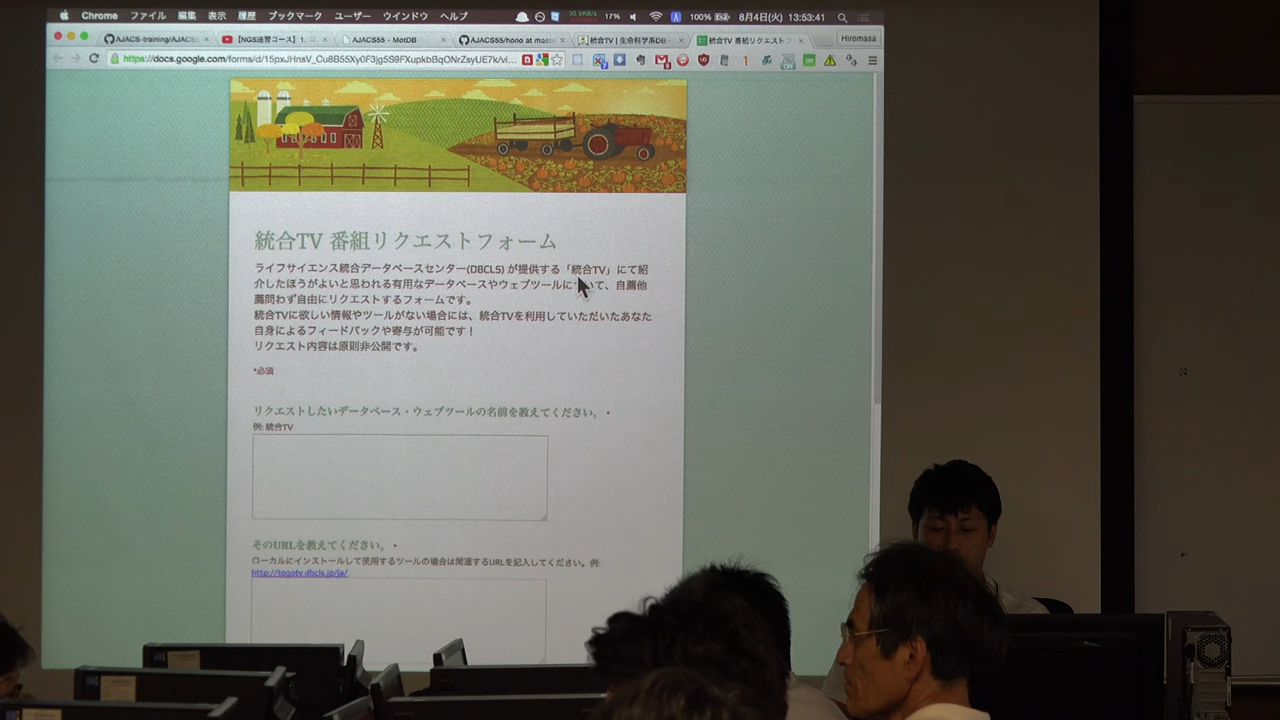 Chrome ファイル 編集 表示 履歴 ブックマーク ユーザー ウインドウ ヘルプ 17% 100% 8月4日(火) 13:53:41
AJACS-training/AJACS
【NGS速習コース】1.
AJACS55 - MotDB
AJACS55/hono at mast
統合TV | 生命科学系DB・
統合TV 番組リクエストフ
Hiromasa
統合TV 番組リクエストフォーム
ライフサイエンス統合データベースセンター(DBCLS) が提供する「統合TV」にて紹
介したほうがよいと思われる有用なデータベースやウェブツールについて、自薦他
薦問わず自由にリクエストするフォームです。
統合TVに欲しい情報やツールがない場合には、統合TVを利用していただいたあなた
自身によるフィードバックや寄与が可能です！
リクエスト内容は原則非公開です。
*必須
リクエストしたいデータベース・ウェブツールの名前を教えてください。 *
例: 統合TV
そのURLを教えてください。 *
ローカルにインストールして使用するツールの場合は関連するURLを記入してください。例:
http://togotv.dbcls.jp/ja/